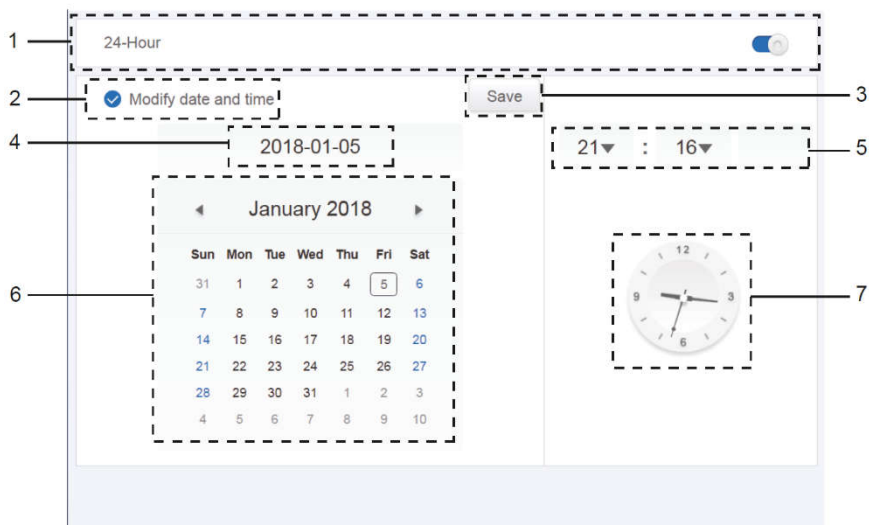 1
24-Hour
2
Modify date and time
Save
3
4
2018-01-05
21 : 16
5
January 2018
Sun Mon Tue Wed Thu Fri Sat
31 1 2 3 4 5 6
7 8 9 10 11 12 13
14 15 16 17 18 19 20
21 22 23 24 25 26 27
28 29 30 31 1 2 3
4 5 6 7 8 9 10
6
12
9 3
6
7